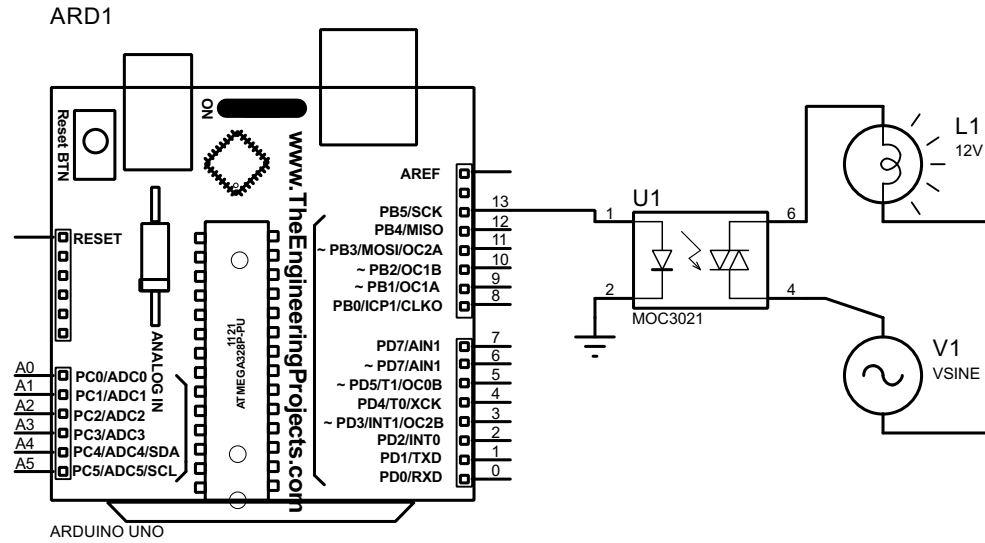 ARD1
Reset BTN
ON
www.TheEngineeringProjects.com
AREF
PB5/SCK 13
PB4/MISO 12
~ PB3/MOSI/OC2A 11
~ PB2/OC1B 10
~ PB1/OC1A 9
PB0/ICP1/CLKO 8
RESET
PD7/AIN1 7
~ PD7/AIN1 6
~ PD5/T1/OC0B 5
PD4/T0/XCK 4
~ PD3/INT1/OC2B 3
PD2/INT0 2
PD1/TXD 1
PD0/RXD 0
ANALOG IN
1121
ATMEGA328P-PU
A0 PC0/ADC0
A1 PC1/ADC1
A2 PC2/ADC2
A3 PC3/ADC3
A4 PC4/ADC4/SDA
A5 PC5/ADC5/SCL
ARDUINO UNO
U1
1
6
2
4
MOC3021
L1
12V
V1
VSINE